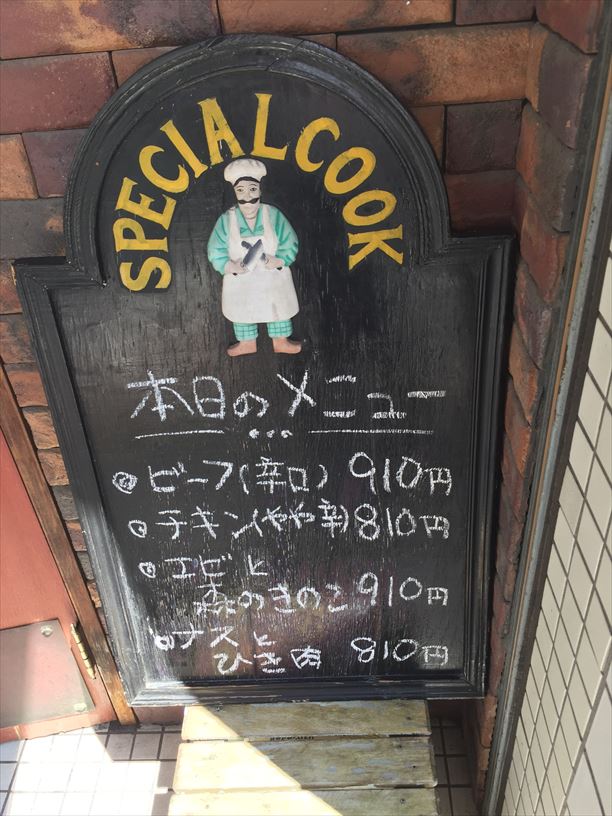 SPECIAL COOK
本日のメニュー
◎ビーフ(辛口) 910円
◎チキン(やや辛) 810円
◎エビと
森のきのこ 910円
◎ナスと
ひき肉 810円